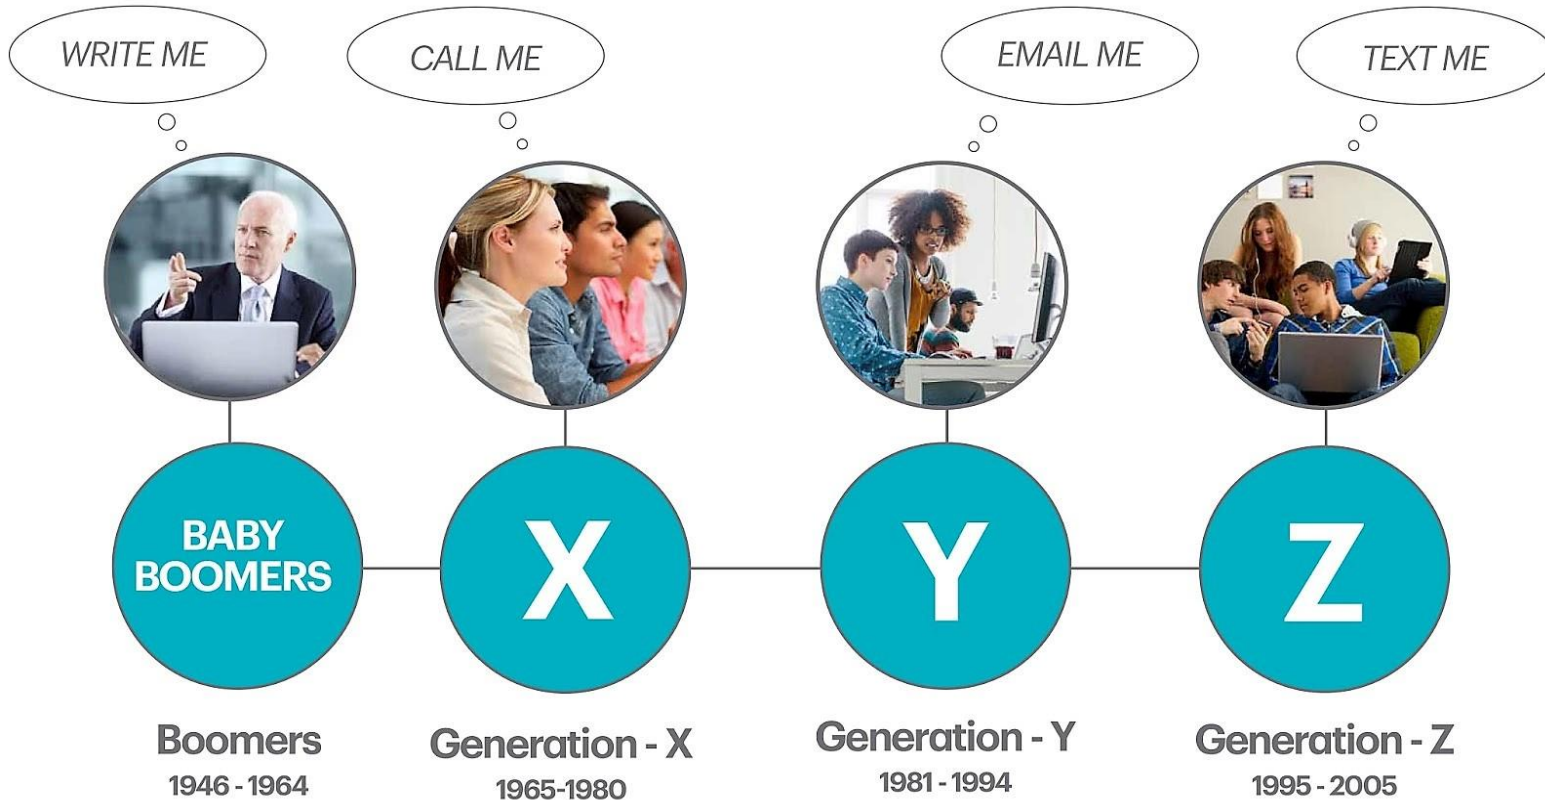 WRITE ME
CALL ME
EMAIL ME
TEXT ME
BABY
BOOMERS
X
Y
Z
Boomers
1946 - 1964
Generation - X
1965-1980
Generation - Y
1981 - 1994
Generation - Z
1995 - 2005